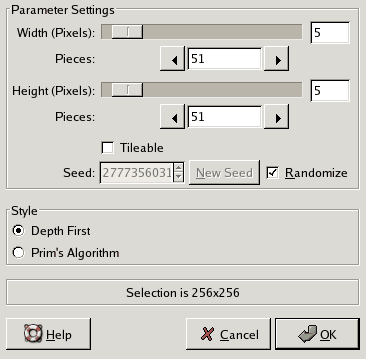 Parameter Settings
Width (Pixels): 5
Pieces: 51
Height (Pixels): 5
Pieces: 51
Tileable
Seed: 2777356031 New Seed Randomize
Style
Depth First
Prim's Algorithm
Selection is 256x256
Help Cancel OK